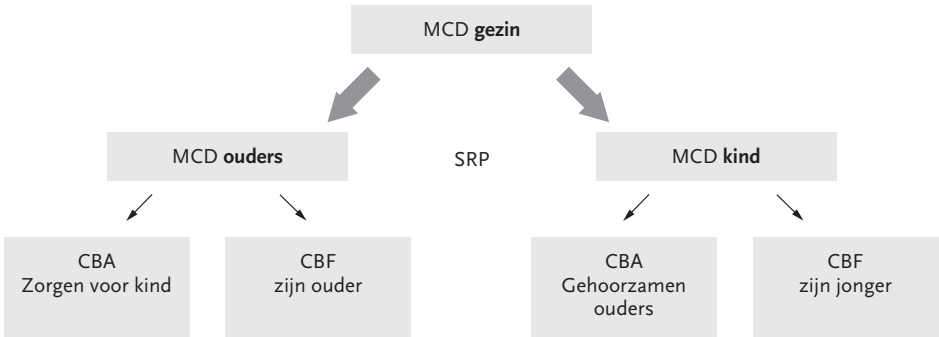 MCD gezin
MCD ouders
SRP
MCD kind
CBA
Zorgen voor kind
CBF
zijn ouder
CBA
Gehoorzamen
ouders
CBF
zijn jonger